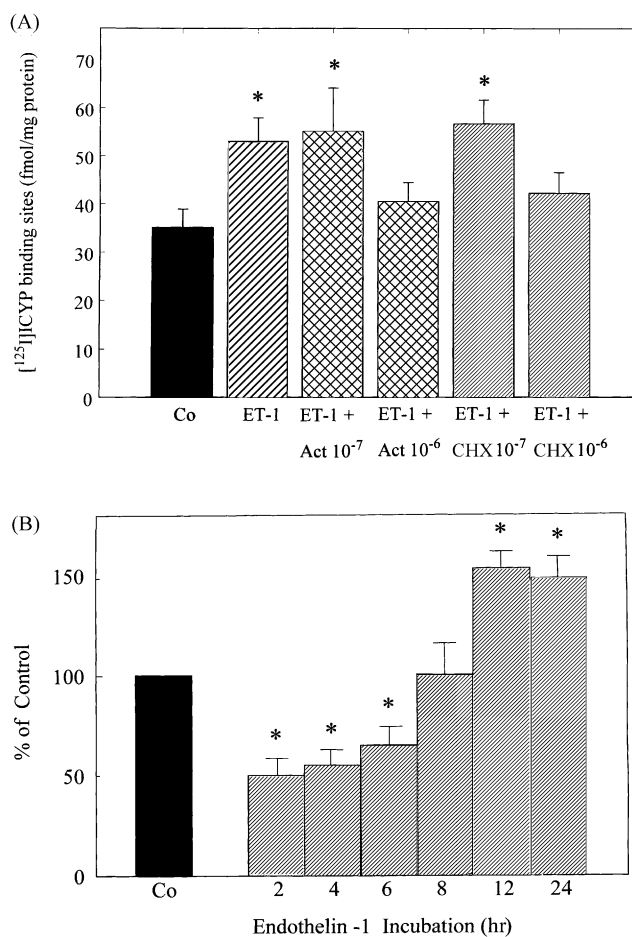 (A)
[¹²⁵I]ICYP binding sites (fmol/mg protein)
70
60
50
40
30
20
10
0
* * *
Co ET-1 ET-1 + ET-1 + ET-1 + ET-1 +
Act 10⁻⁷ Act 10⁻⁶ CHX 10⁻⁷ CHX 10⁻⁶
(B)
% of Control
150
100
50
0
* * * * *
Co 2 4 6 8 12 24
Endothelin -1 Incubation (hr)